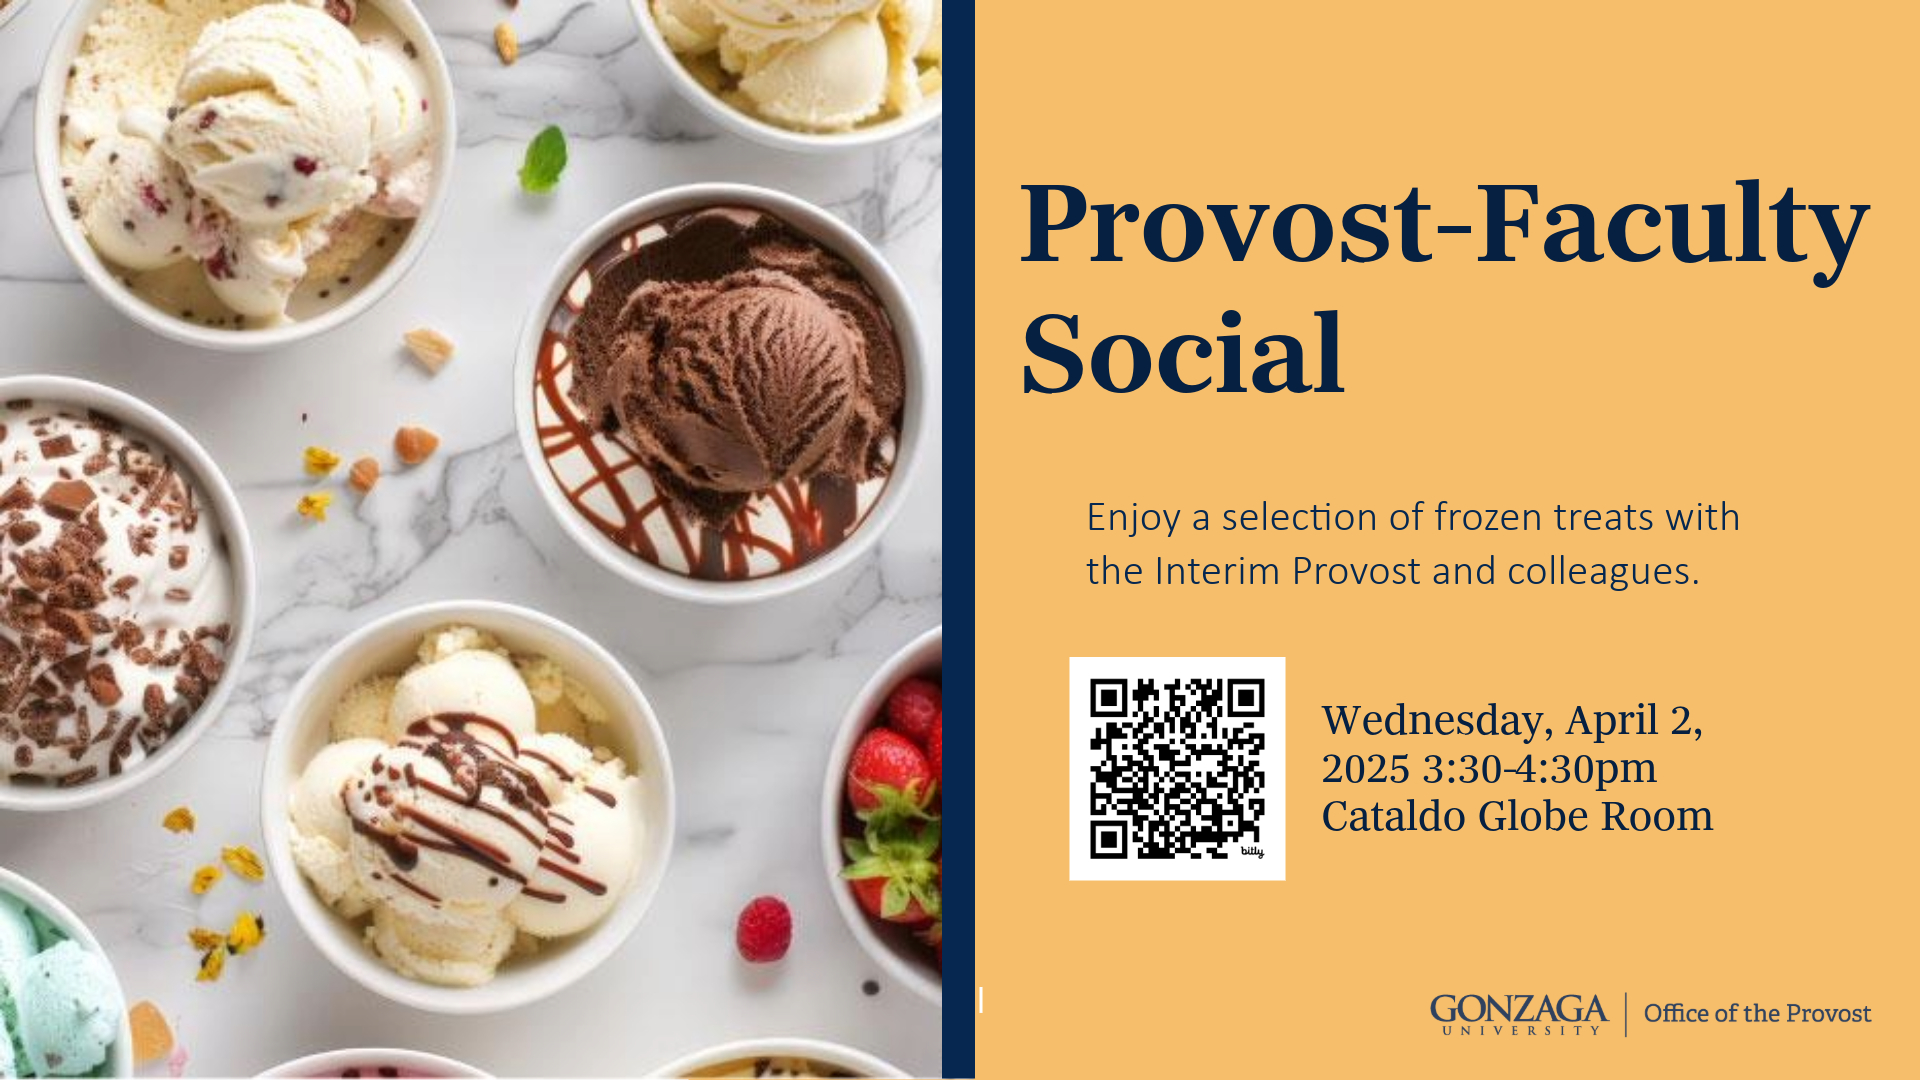 Provost-Faculty
Social
Enjoy a selection of frozen treats with
the Interim Provost and colleagues.
Wednesday, April 2,
2025 3:30-4:30pm
Cataldo Globe Room
bitly
GONZAGA
UNIVERSITY
Office of the Provost